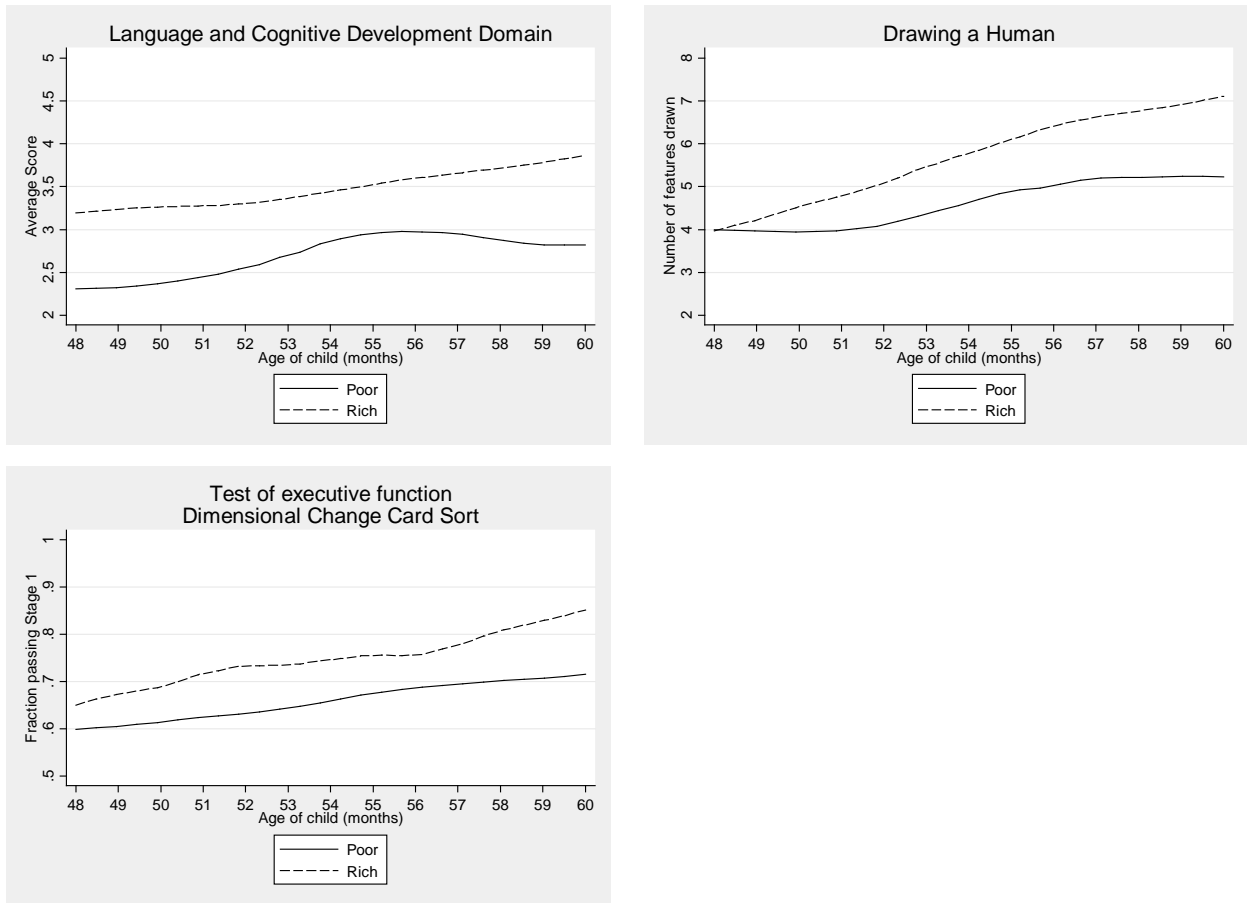 Language and Cognitive Development Domain
Average Score
5
4.5
4
3.5
3
2.5
2
48 49 50 51 52 53 54 55 56 57 58 59 60
Age of child (months)
Poor
Rich
Drawing a Human
Number of features drawn
8
7
6
5
4
3
2
48 49 50 51 52 53 54 55 56 57 58 59 60
Age of child (months)
Poor
Rich
Test of executive function
Dimensional Change Card Sort
Fraction passing Stage 1
1
.9
.8
.7
.6
.5
48 49 50 51 52 53 54 55 56 57 58 59 60
Age of child (months)
Poor
Rich